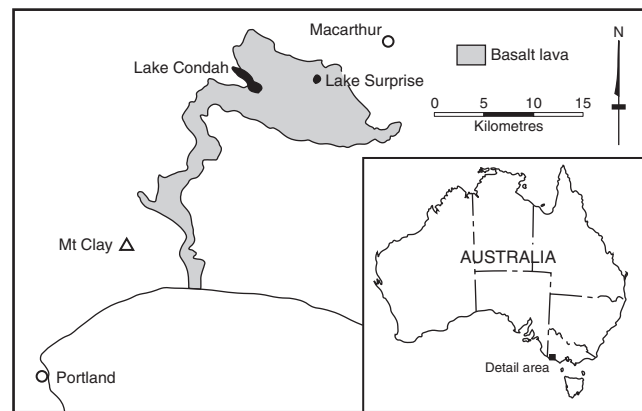 Macarthur
Basalt lava
N
Lake Condah
Lake Surprise
0 5 10 15
Kilometres
Mt Clay
AUSTRALIA
Detail area
Portland